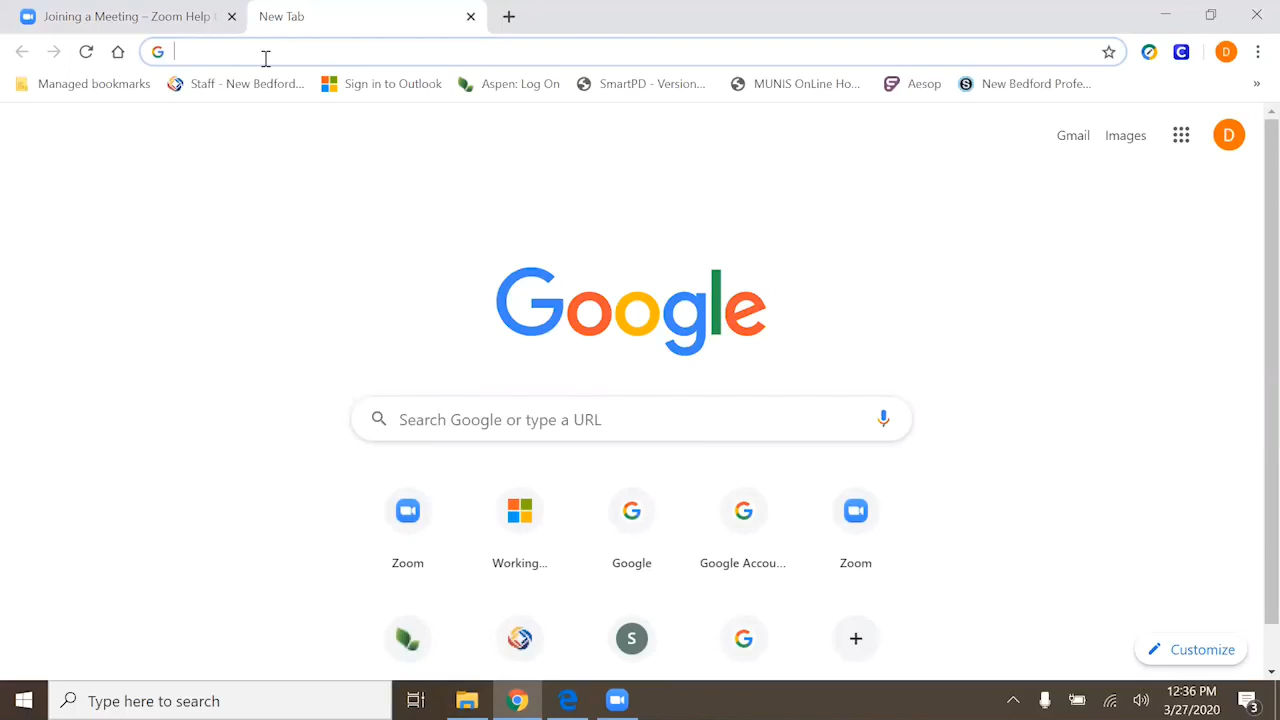 Joining a Meeting – Zoom Help
New Tab
Managed bookmarks
Staff - New Bedford...
Sign in to Outlook
Aspen: Log On
SmartPD - Version...
MUNIS OnLine Ho...
Aesop
New Bedford Profe...
D
Gmail
Images
D
Google
Search Google or type a URL
Zoom
Working...
Google
Google Accou...
Zoom
S
Customize
Type here to search
12:36 PM
3/27/2020
3